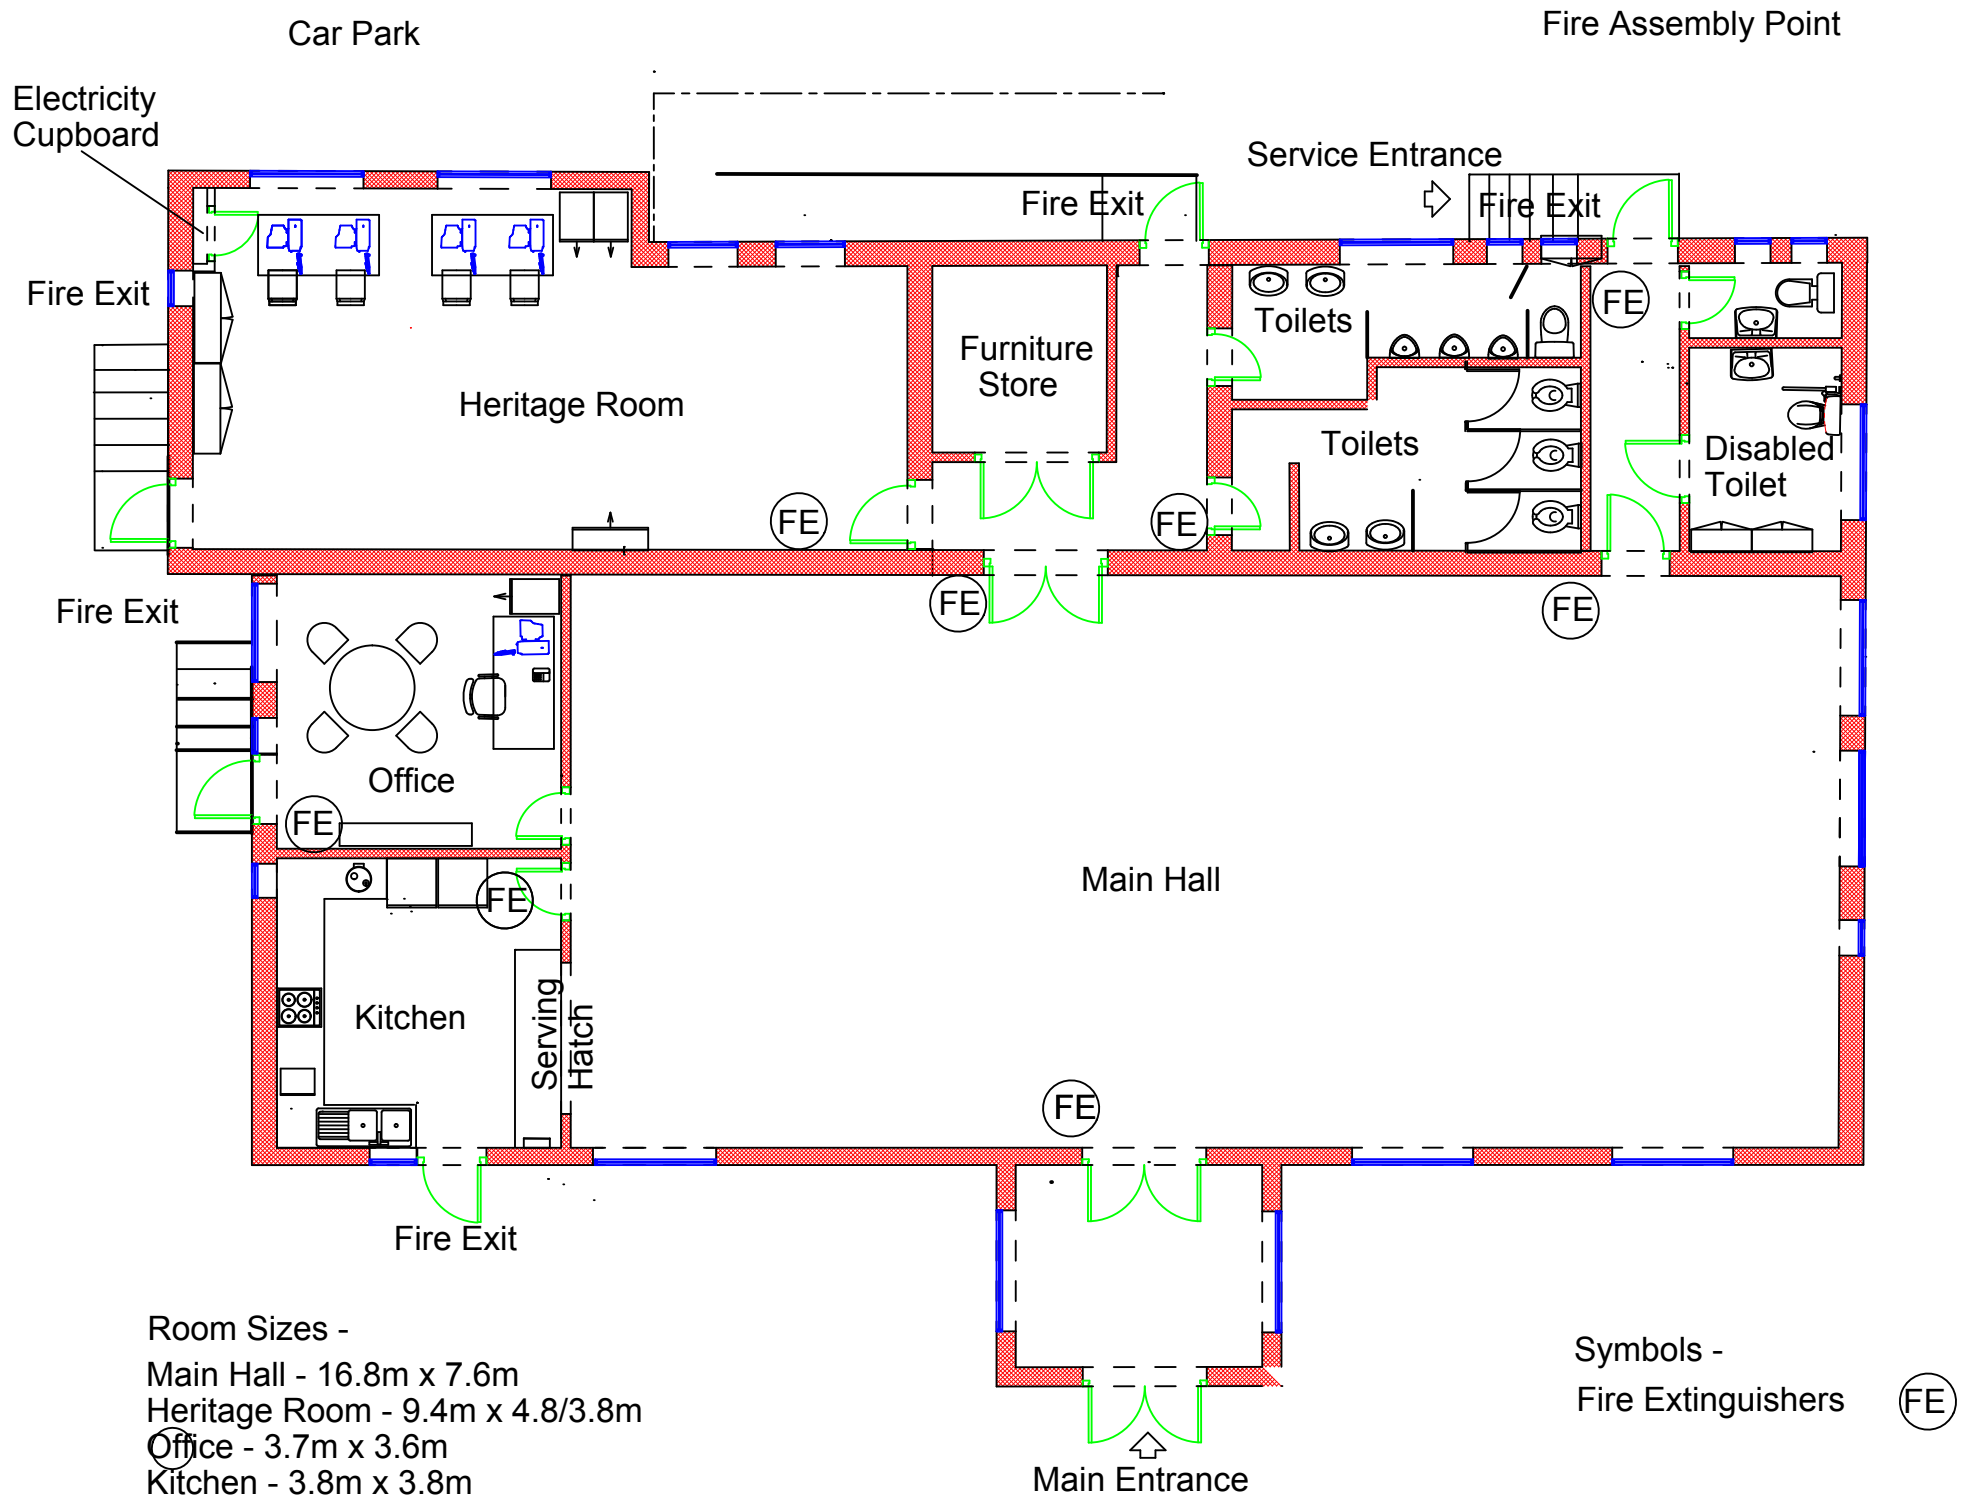 Car Park
Fire Assembly Point
Electricity
Cupboard
Service Entrance
Fire Exit
Fire Exit
Fire Exit
FE
Toilets
Furniture
Store
Heritage Room
Toilets
Disabled
Toilet
FE
FE
Fire Exit
FE
FE
Office
FE
Main Hall
FE
Kitchen
Serving
Hatch
FE
Fire Exit
Room Sizes -
Main Hall - 16.8m x 7.6m
Heritage Room - 9.4m x 4.8/3.8m
Office - 3.7m x 3.6m
Kitchen - 3.8m x 3.8m
Symbols -
Fire Extinguishers
FE
Main Entrance